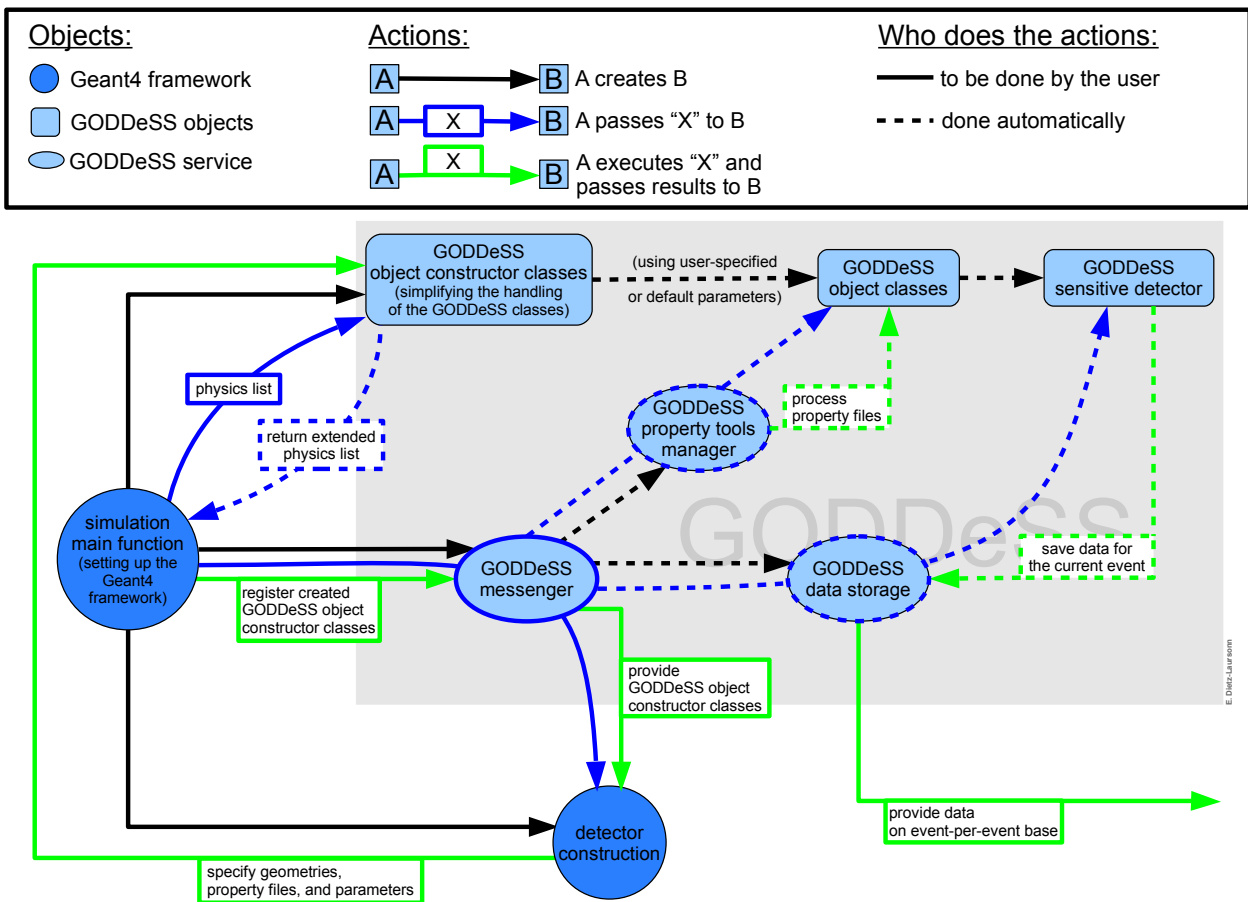 Objects:
Geant4 framework
GODDeSS objects
GODDeSS service
Actions:
A
B
A creates B
A
X
B
A passes “X” to B
A
X
B
A executes “X” and
passes results to B
Who does the actions:
to be done by the user
done automatically
GODDeSS
object constructor classes
(simplifying the handling
of the GODDeSS classes)
(using user-specified
or default parameters)
GODDeSS
object classes
GODDeSS
sensitive detector
physics list
return extended
physics list
GODDeSS
property tools
manager
process
property files
GODDeSS
simulation
main function
(setting up the
Geant4
framework)
GODDeSS
messenger
GODDeSS
data storage
save data for
the current event
register created
GODDeSS object
constructor classes
provide
GODDeSS object
constructor classes
E. Dietz-Laursonn
detector
construction
provide data
on event-per-event base
specify geometries,
property files, and parameters